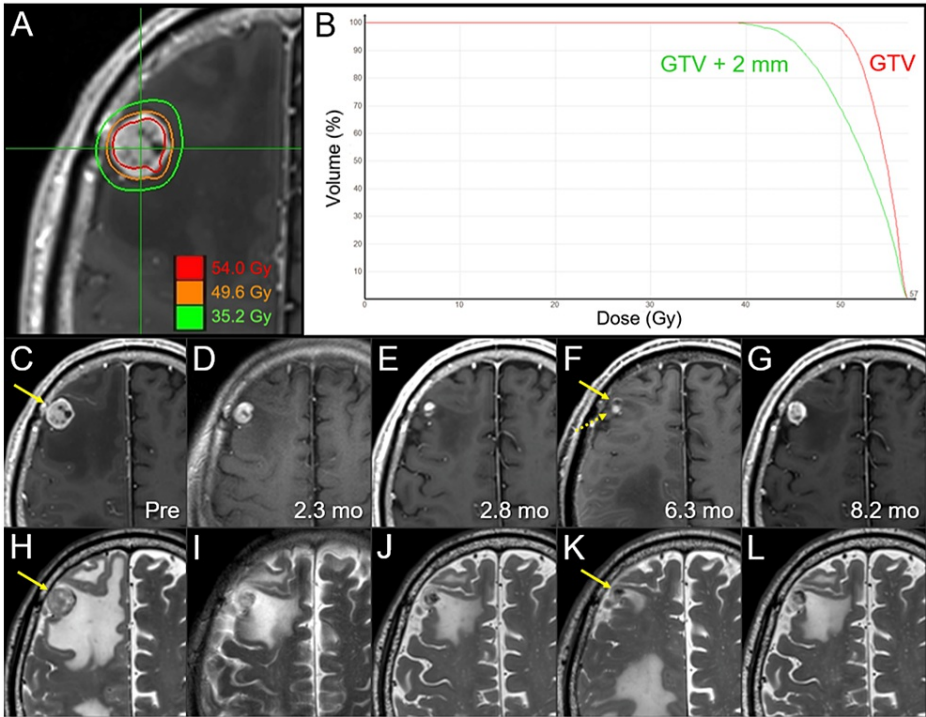 A
54.0 Gy
49.6 Gy
35.2 Gy
B
100
90
80
70
60
50
40
30
20
10
Volume (%)
GTV + 2 mm
GTV
0
10
20
30
40
50
57
Dose (Gy)
C
Pre
D
2.3 mo
E
2.8 mo
F
6.3 mo
G
8.2 mo
H
I
J
K
L